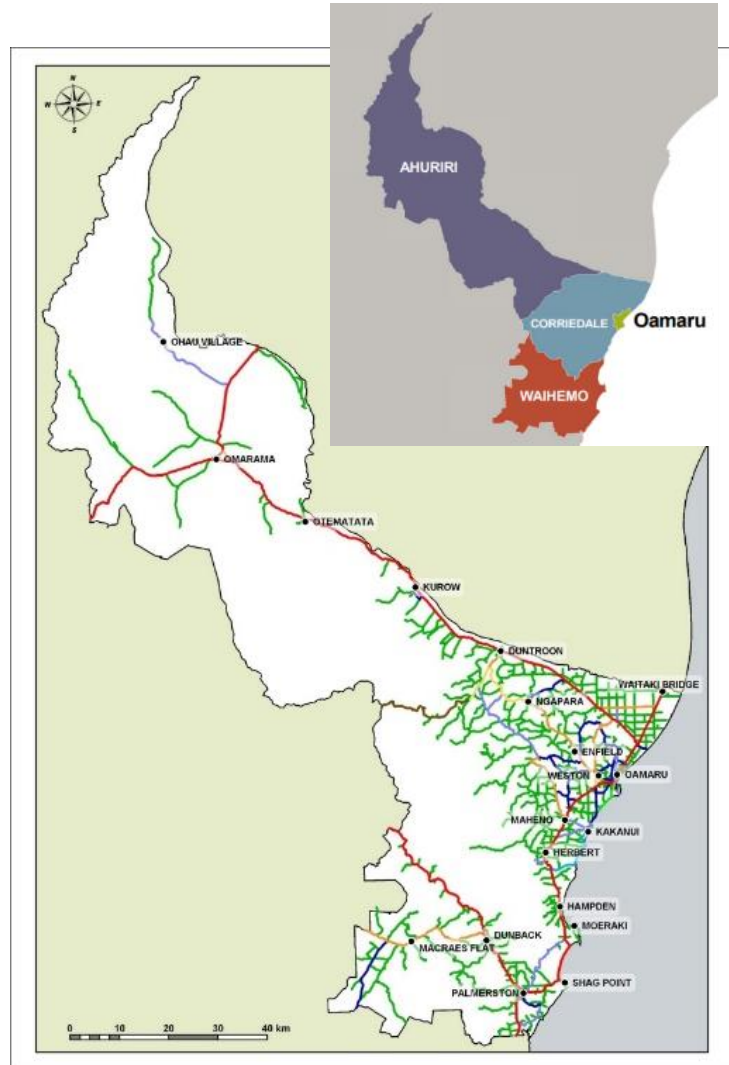 N
W
E
S
AHURIRI
CORRIEDALE
Oamaru
WAIHEMO
OHAU VILLAGE
OMARAMA
OTEMATATA
KUROW
DUNTROON
WAITAKI BRIDGE
NGAPARA
ENFIELD
WESTON
OAMARU
MAHENO
KAKANUI
HERBERT
HAMPDEN
MOERAKI
DUNBACK
MACRAES FLAT
SHAG POINT
PALMERSTON
0 10 20 30 40 km